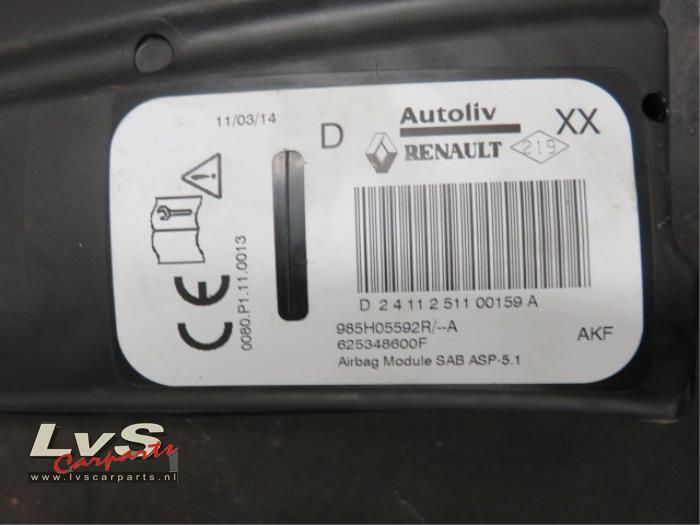 11/03/14
D
Autoliv
RENAULT
219
XX
D 2 4 11 2 511 00159 A
985H05592R/--A
625348600F
Airbag Module SAB ASP-5.1
AKF
CE
0080.P1.11.0013
LvS
Carparts
www.lvscarparts.nl